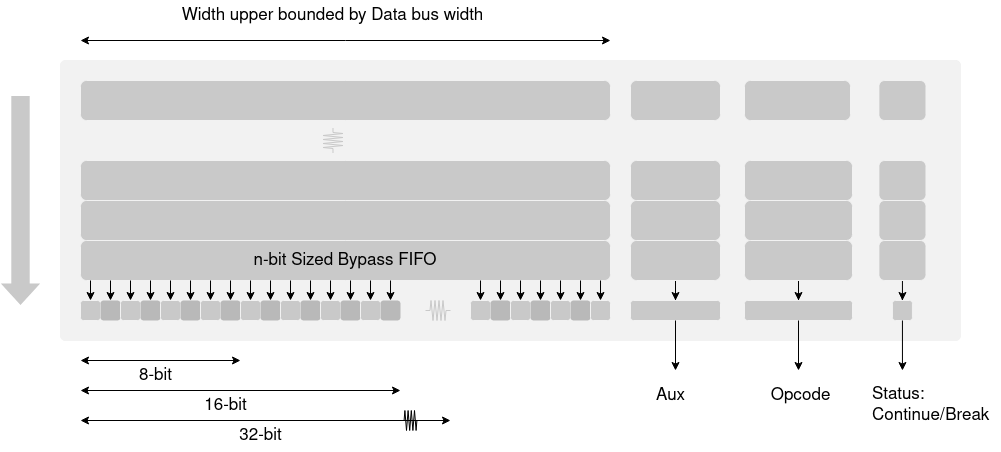 Width upper bounded by Data bus width
n-bit Sized Bypass FIFO
8-bit
16-bit
32-bit
Aux
Opcode
Status:
Continue/Break